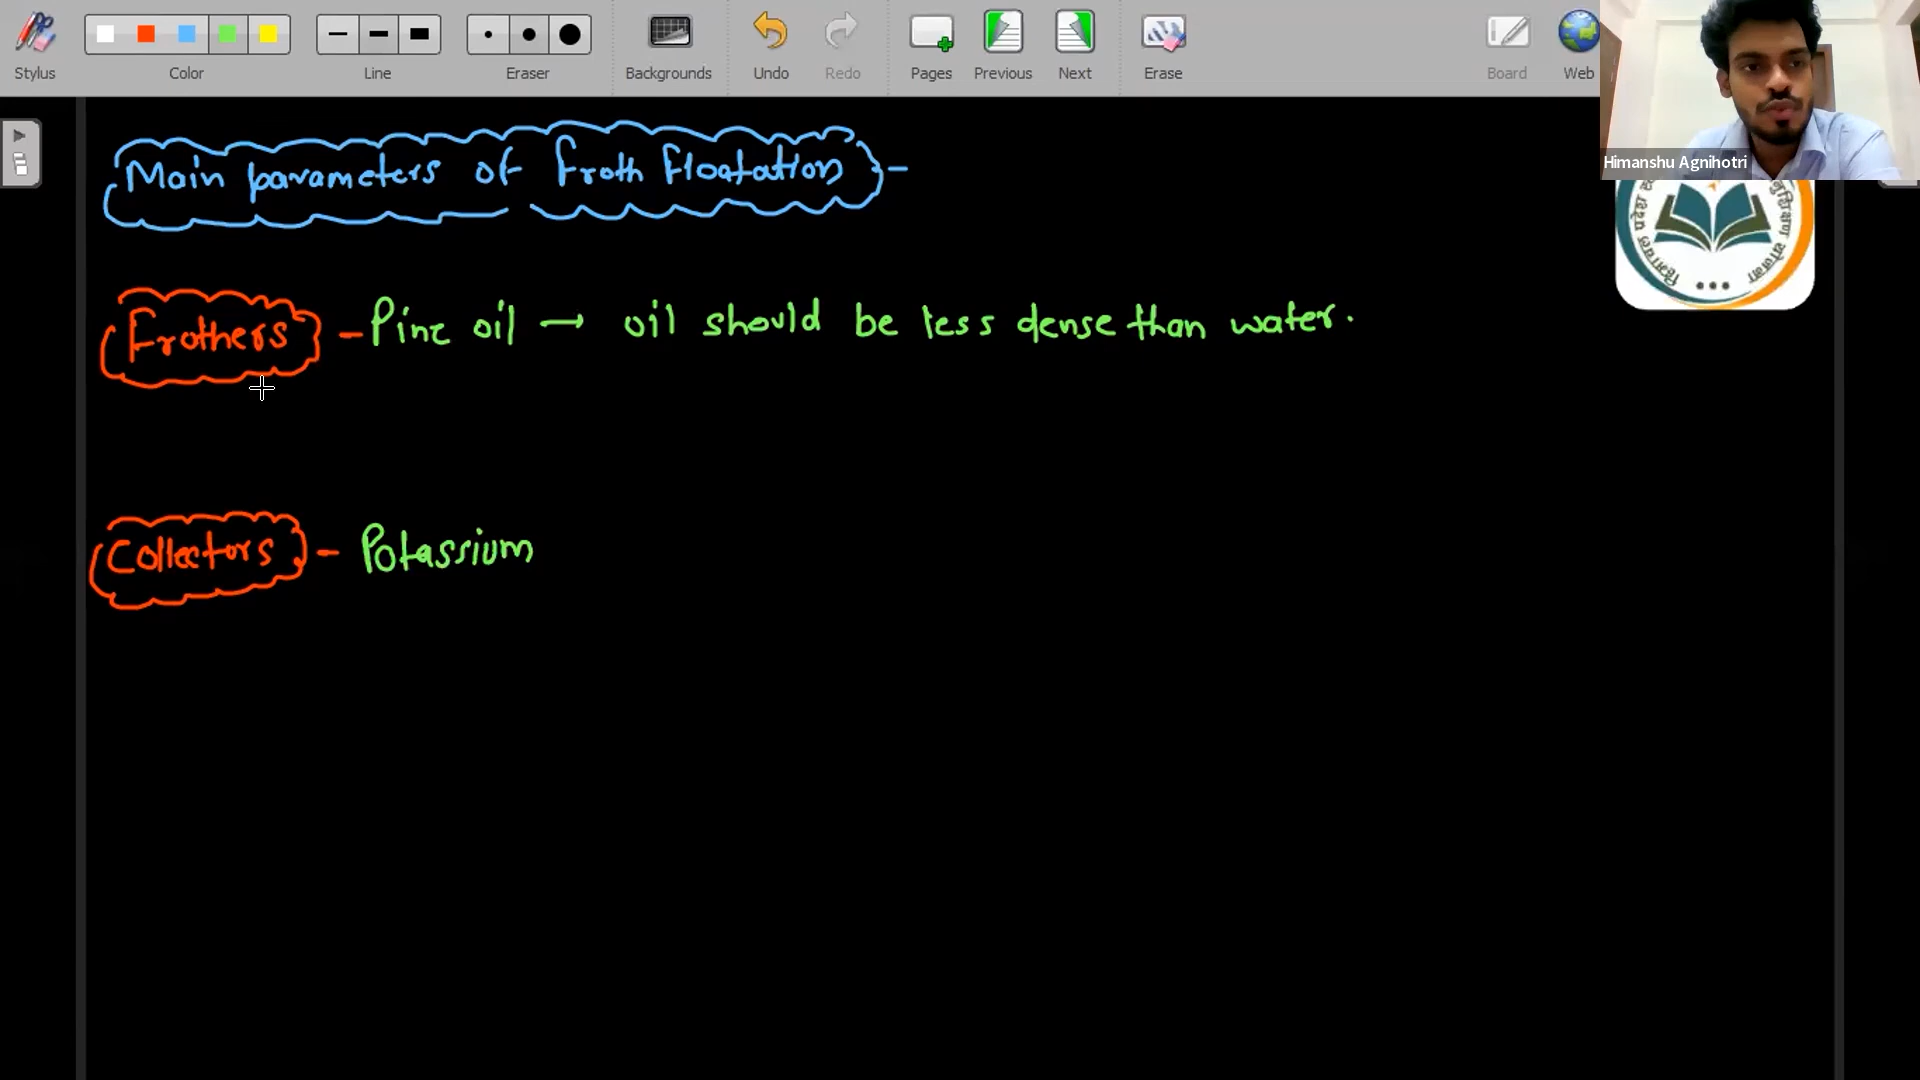 Stylus Color Line Eraser Backgrounds Undo Redo Pages Previous Next Erase Board Web
Himanshu Agnihotri
Main parameters of Froth Floatation -
Frothers - Pine oil → oil should be less dense than water.
Collectors - Potassium